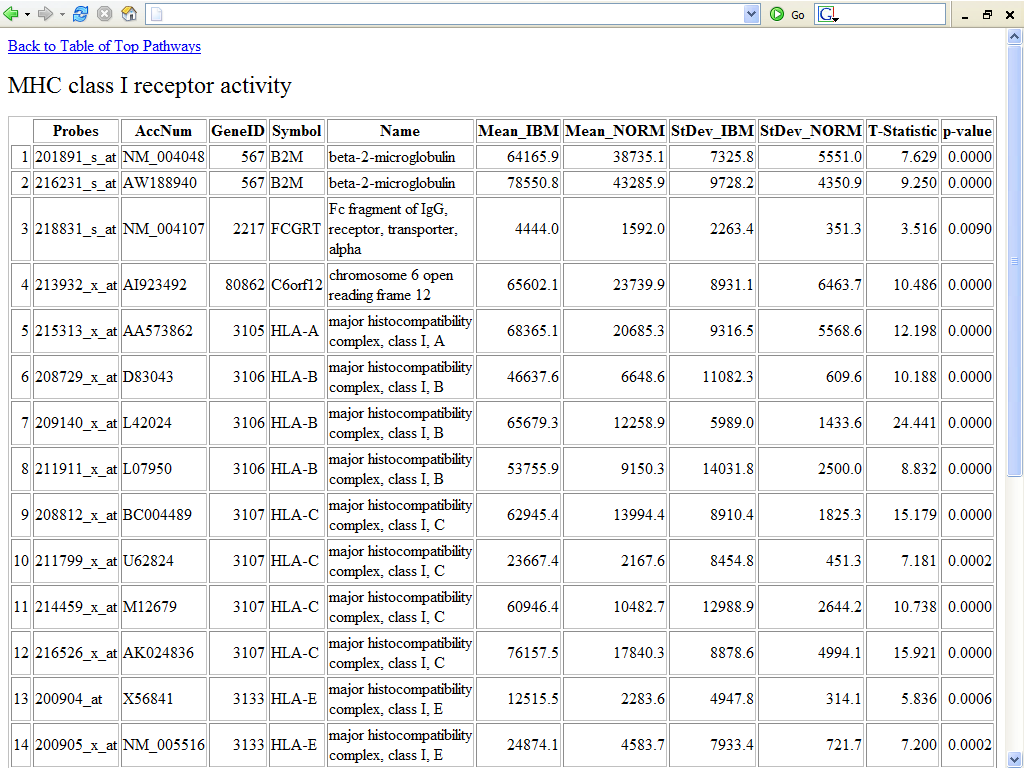 Go
G
Back to Table of Top Pathways
MHC class I receptor activity
Probes AccNum GeneID Symbol Name Mean_IBM Mean_NORM StDev_IBM StDev_NORM T-Statistic p-value
1 201891_s_at NM_004048 567 B2M beta-2-microglobulin 64165.9 38735.1 7325.8 5551.0 7.629 0.0000
2 216231_s_at AW188940 567 B2M beta-2-microglobulin 78550.8 43285.9 9728.2 4350.9 9.250 0.0000
Fc fragment of IgG,
3 218831_s_at NM_004107 2217 FCGRT receptor, transporter, 4444.0 1592.0 2263.4 351.3 3.516 0.0090
alpha
4 213932_x_at AI923492 80862 C6orf12 chromosome 6 open 65602.1 23739.9 8931.1 6463.7 10.486 0.0000
reading frame 12
5 215313_x_at AA573862 3105 HLA-A major histocompatibility 68365.1 20685.3 9316.5 5568.6 12.198 0.0000
complex, class I, A
6 208729_x_at D83043 3106 HLA-B major histocompatibility 46637.6 6648.6 11082.3 609.6 10.188 0.0000
complex, class I, B
7 209140_x_at L42024 3106 HLA-B major histocompatibility 65679.3 12258.9 5989.0 1433.6 24.441 0.0000
complex, class I, B
8 211911_x_at L07950 3106 HLA-B major histocompatibility 53755.9 9150.3 14031.8 2500.0 8.832 0.0000
complex, class I, B
9 208812_x_at BC004489 3107 HLA-C major histocompatibility 62945.4 13994.4 8910.4 1825.3 15.179 0.0000
complex, class I, C
10 211799_x_at U62824 3107 HLA-C major histocompatibility 23667.4 2167.6 8454.8 451.3 7.181 0.0002
complex, class I, C
11 214459_x_at M12679 3107 HLA-C major histocompatibility 60946.4 10482.7 12988.9 2644.2 10.738 0.0000
complex, class I, C
12 216526_x_at AK024836 3107 HLA-C major histocompatibility 76157.5 17840.3 8878.6 4994.1 15.921 0.0000
complex, class I, C
13 200904_at X56841 3133 HLA-E major histocompatibility 12515.5 2283.6 4947.8 314.1 5.836 0.0006
complex, class I, E
14 200905_x_at NM_005516 3133 HLA-E major histocompatibility 24874.1 4583.7 7933.4 721.7 7.200 0.0002
complex, class I, E